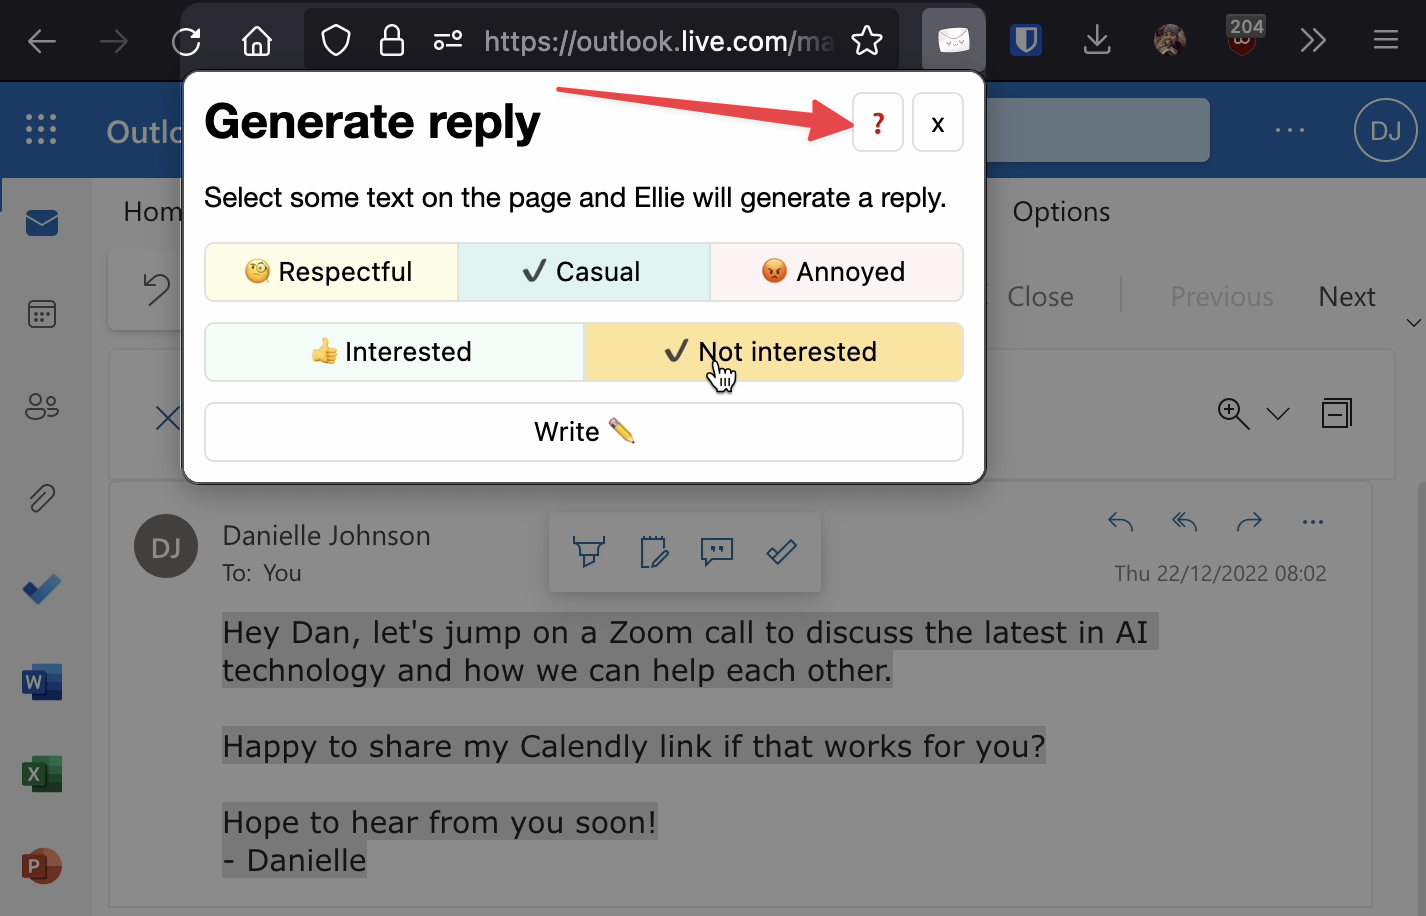 https://outlook.live.com/ma
204
Generate reply
?
x
Outlo
DJ
Select some text on the page and Ellie will generate a reply.
Hom
Options
🧐 Respectful
✔ Casual
😡 Annoyed
Close
Previous
Next
👍 Interested
✔ Not interested
Write ✏️
DJ
Danielle Johnson
To: You
Thu 22/12/2022 08:02
Hey Dan, let's jump on a Zoom call to discuss the latest in AI
technology and how we can help each other.
Happy to share my Calendly link if that works for you?
Hope to hear from you soon!
- Danielle
W
X
P